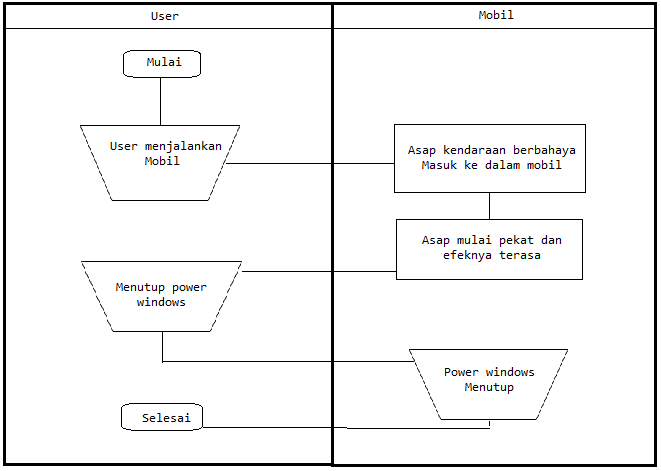 User
Mobil
Mulai
User menjalankan
Mobil
Asap kendaraan berbahaya
Masuk ke dalam mobil
Asap mulai pekat dan
efeknya terasa
Menutup power
windows
Power windows
Menutup
Selesai